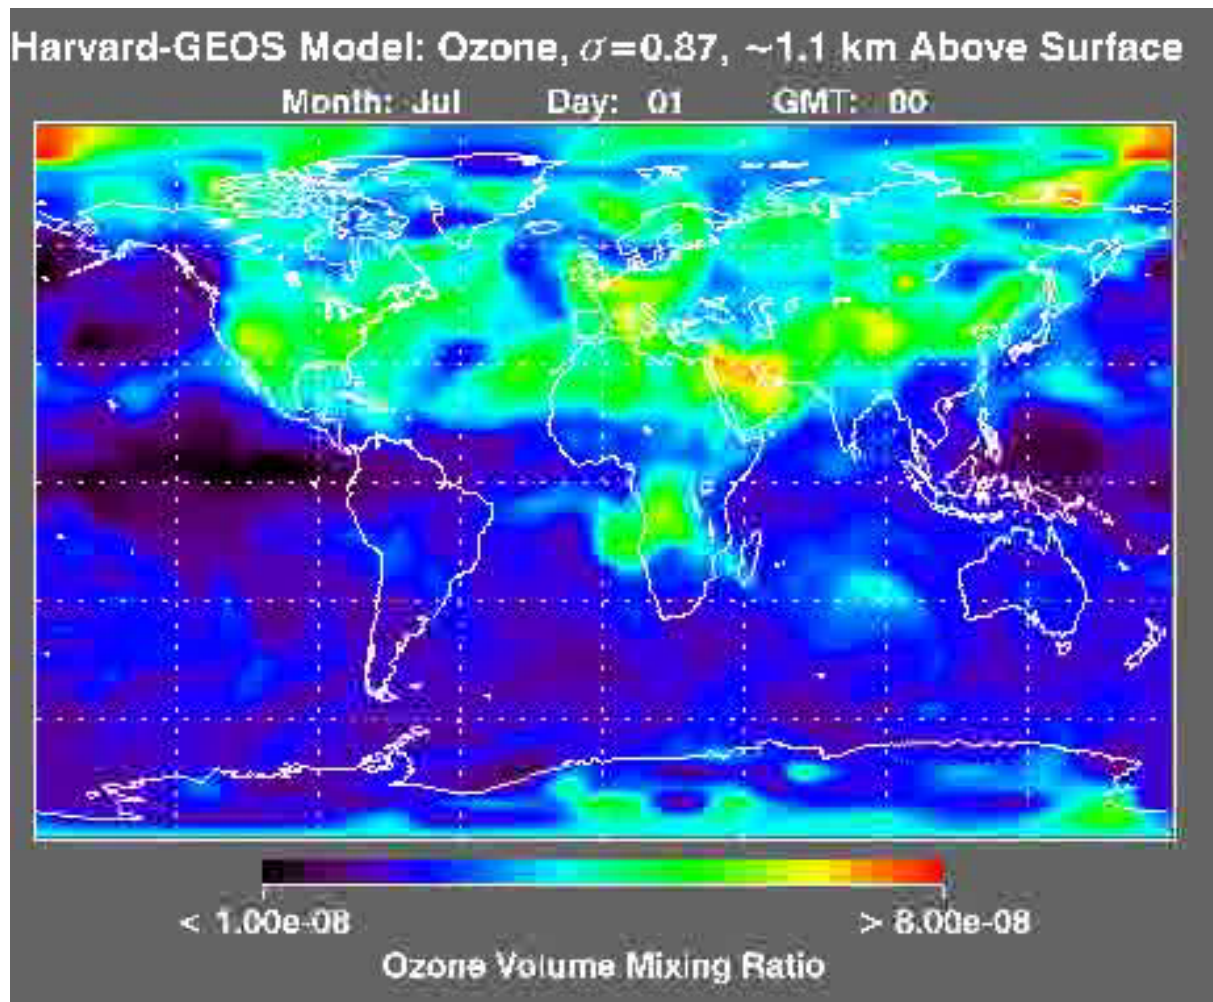 Harvard-GEOS Model: Ozone, σ=0.87, ~1.1 km Above Surface
Month: Jul Day: 01 GMT: 00
< 1.00e-08 > 8.00e-08
Ozone Volume Mixing Ratio